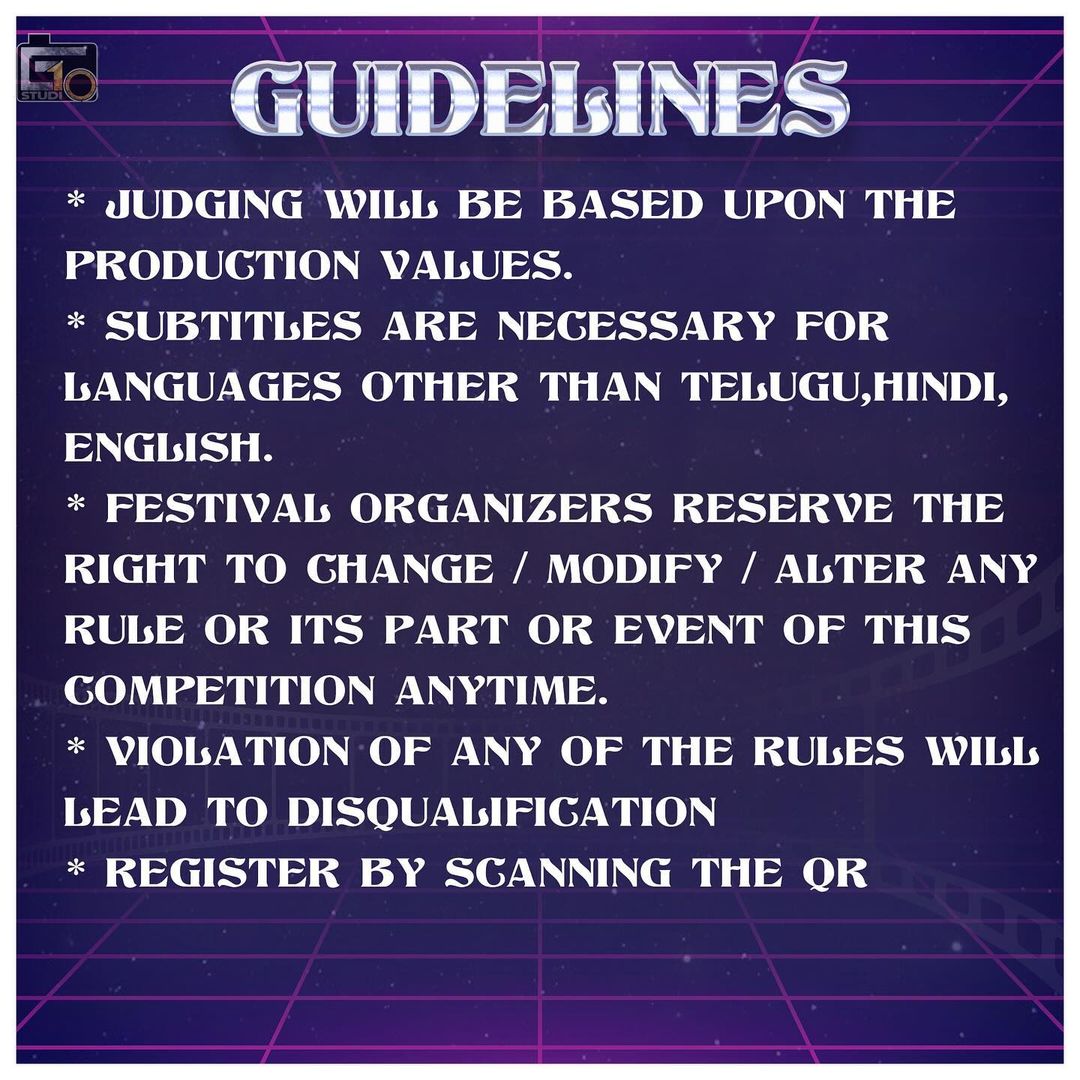 G10
STUDIO
GUIDELINES
* JUDGING WILL BE BASED UPON THE
PRODUCTION VALUES.
* SUBTITLES ARE NECESSARY FOR
LANGUAGES OTHER THAN TELUGU,HINDI,
ENGLISH.
* FESTIVAL ORGANIZERS RESERVE THE
RIGHT TO CHANGE / MODIFY / ALTER ANY
RULE OR ITS PART OR EVENT OF THIS
COMPETITION ANYTIME.
* VIOLATION OF ANY OF THE RULES WILL
LEAD TO DISQUALIFICATION
* REGISTER BY SCANNING THE QR